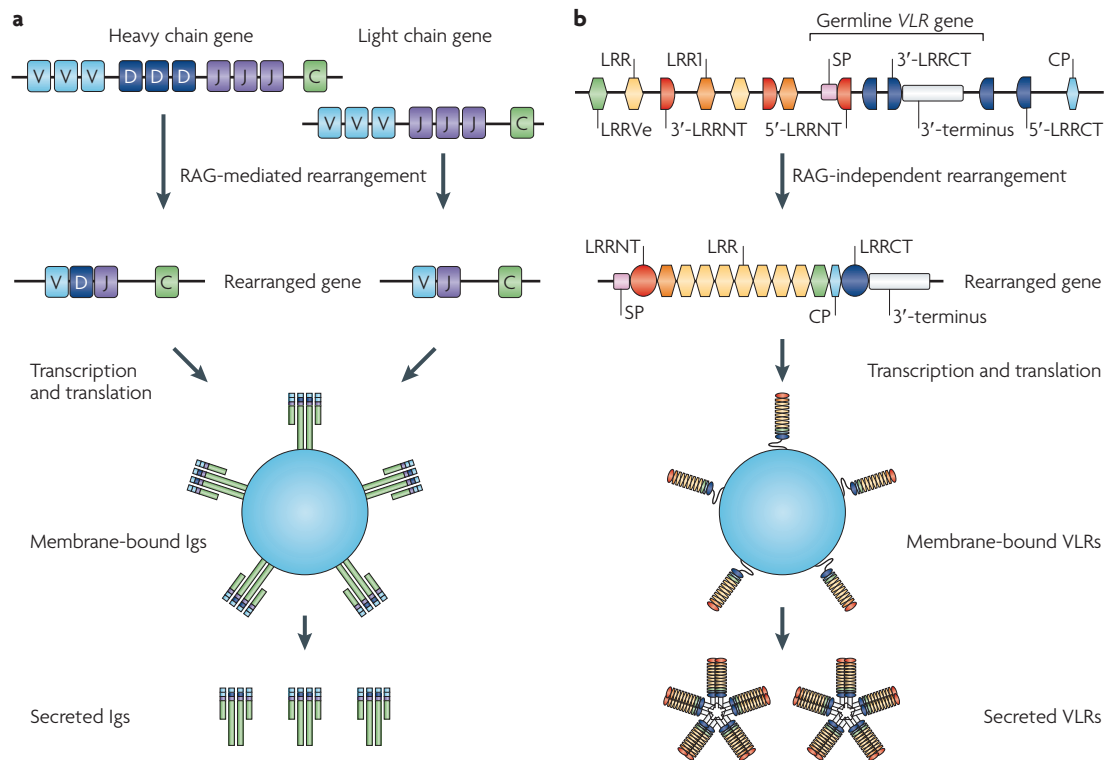 a
Heavy chain gene
Light chain gene
V V V D D D J J J C
V V V J J J C
RAG-mediated rearrangement
V D J C
Rearranged gene
V J C
Transcription
and translation
Membrane-bound Igs
Secreted Igs
b
Germline VLR gene
LRR LRR1 SP 3′-LRRCT CP
LRRVe 3′-LRRNT 5′-LRRNT 3′-terminus 5′-LRRCT
RAG-independent rearrangement
LRRNT LRR LRRCT
Rearranged gene
SP CP 3′-terminus
Transcription and translation
Membrane-bound VLRs
Secreted VLRs